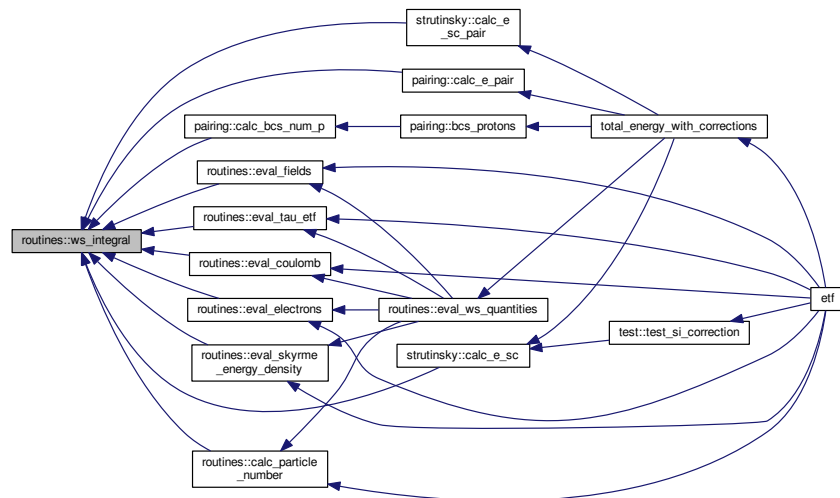 strutinsky::calc_e
_sc_pair
pairing::calc_e_pair
pairing::calc_bcs_num_p
pairing::bcs_protons
total_energy_with_corrections
routines::eval_fields
routines::eval_tau_etf
routines::ws_integral
routines::eval_coulomb
routines::eval_electrons
routines::eval_ws_quantities
etf
test::test_si_correction
routines::eval_skyrme
_energy_density
strutinsky::calc_e_sc
routines::calc_particle
_number